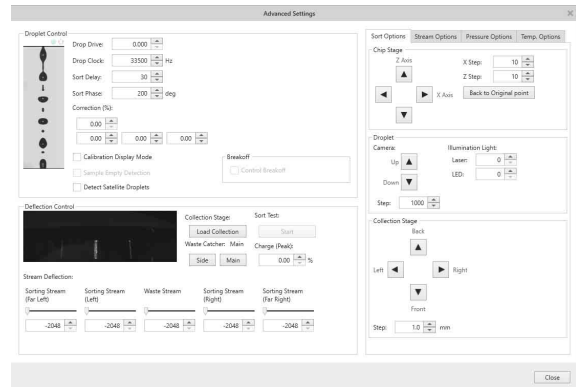 Advanced Settings
Droplet Control
Drop Drive: 0.000
Drop Clock: 33500 Hz
Sort Delay: 30
Sort Phase: 200 deg
Correction (%):
0.00
0.00 0.00 0.00
Calibration Display Mode
Sample Empty Detection
Detect Satellite Droplets
Breakoff
Control Breakoff
Deflection Control
Collection Stage:
Load Collection
Waste Catcher: Main
Side Main
Sort Test:
Start
Charge (Peak):
0.00 %
Stream Deflection:
Sorting Stream (Far Left)
Sorting Stream (Left)
Waste Stream
Sorting Stream (Right)
Sorting Stream (Far Right)
-2048 -2048 -2048 -2048 -2048
Sort Options Stream Options Pressure Options Temp. Options
Chip Stage
Z Axis
X Axis
X Step: 10
Z Step: 10
Back to Original point
Droplet
Camera:
Up
Down
Step: 1000
Illumination Light:
Laser: 0
LED: 0
Collection Stage
Back
Left Right
Front
Step: 1.0 mm
Close